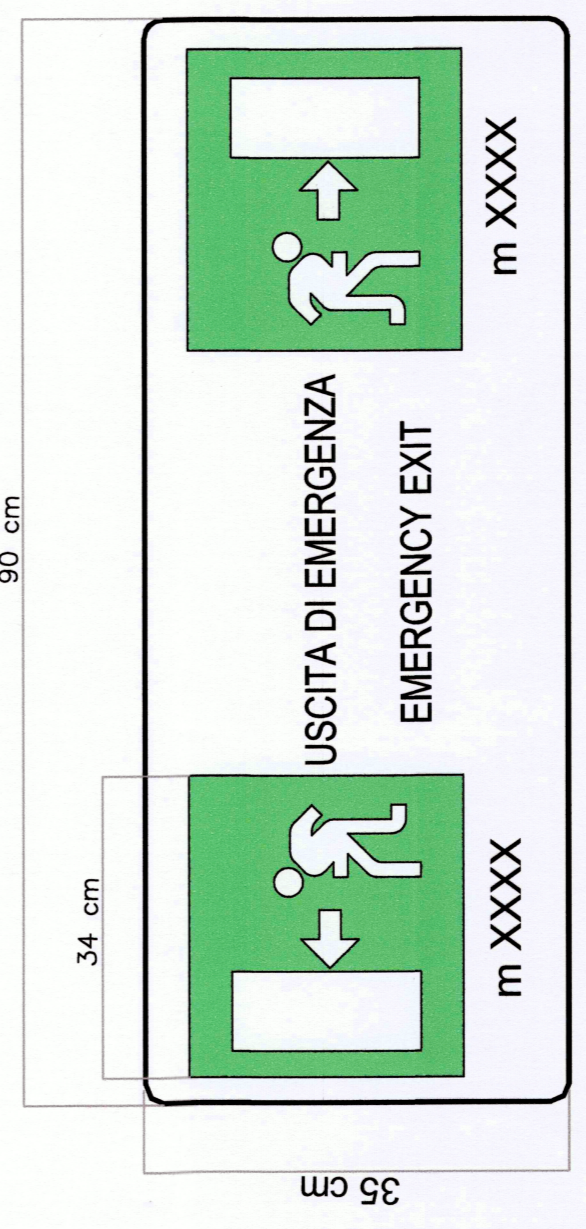 90 cm
34 cm
USCITA DI EMERGENZA
EMERGENCY EXIT
m XXXX
m XXXX
35 cm